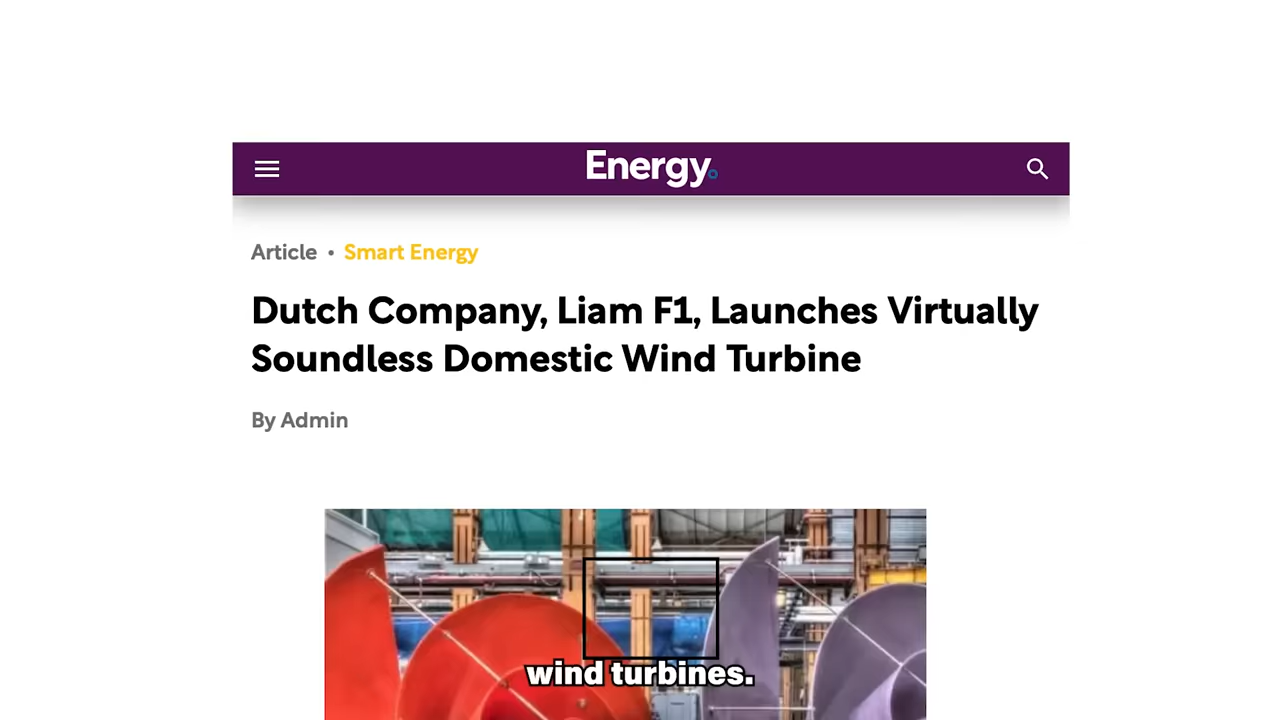 Energy
Article • Smart Energy
Dutch Company, Liam F1, Launches Virtually
Soundless Domestic Wind Turbine
By Admin
wind turbines.